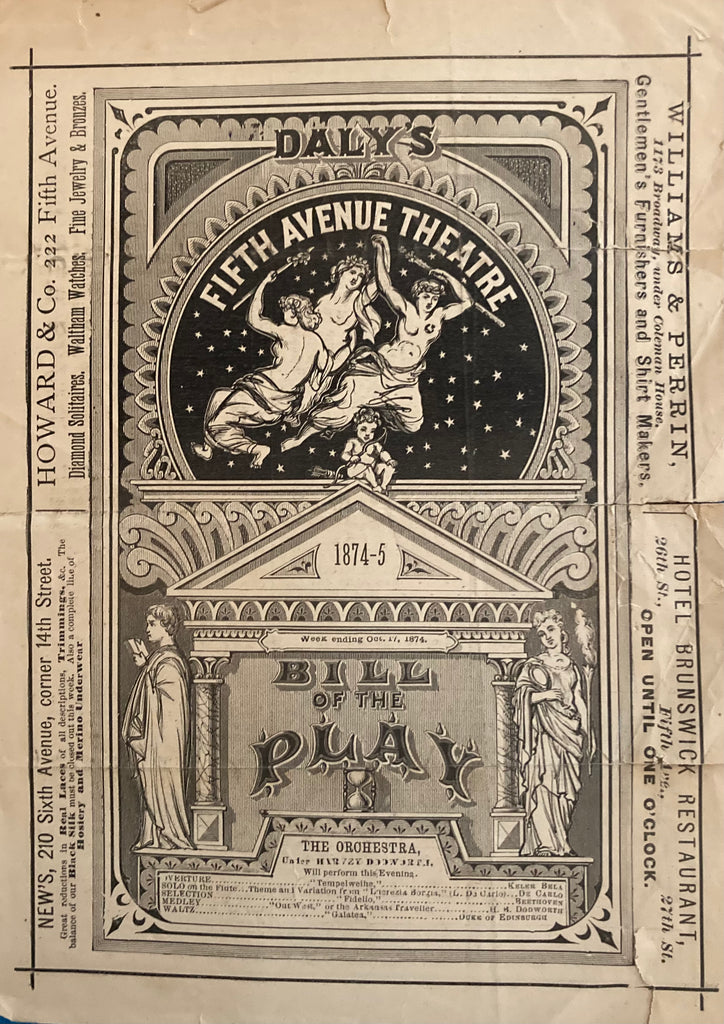 DALY'S
FIFTH AVENUE THEATRE
1874-5
Week ending Oct. 17, 1874.
BILL
OF THE
PLAY
THE ORCHESTRA,
Under HARVEY DODWORTH,
Will perform this Evening.
OVERTURE........"Tempelweihe,"........KELER BELA
SOLO on the Flute...Theme and Variation from "Lucrezia Borgia," (L. De Carlo)...DE CARLO
SELECTION........"Fidelio,"........BEETHOVEN
MEDLEY........"Out West," or the Arkansas Traveller........H. B. DODWORTH
WALTZ........"Galatea,"........DUKE OF EDINBURGH
HOWARD & Co. 222 Fifth Avenue.
Diamond Solitaires, Waltham Watches, Fine Jewelry & Bronzes.
NEW'S, 210 Sixth Avenue, corner 14th Street.
Great reductions in Real Laces of all descriptions, Trimmings, &c. The
balance of our Black Silk must be closed out this week. Also a complete line of
Hosiery and Merino Underwear
WILLIAMS & PERRIN,
1173 Broadway, under Coleman House,
Gentlemen's Furnishers and Shirt Makers.
HOTEL BRUNSWICK RESTAURANT,
26th St., Fifth Ave., 27th St.
OPEN UNTIL ONE O'CLOCK.